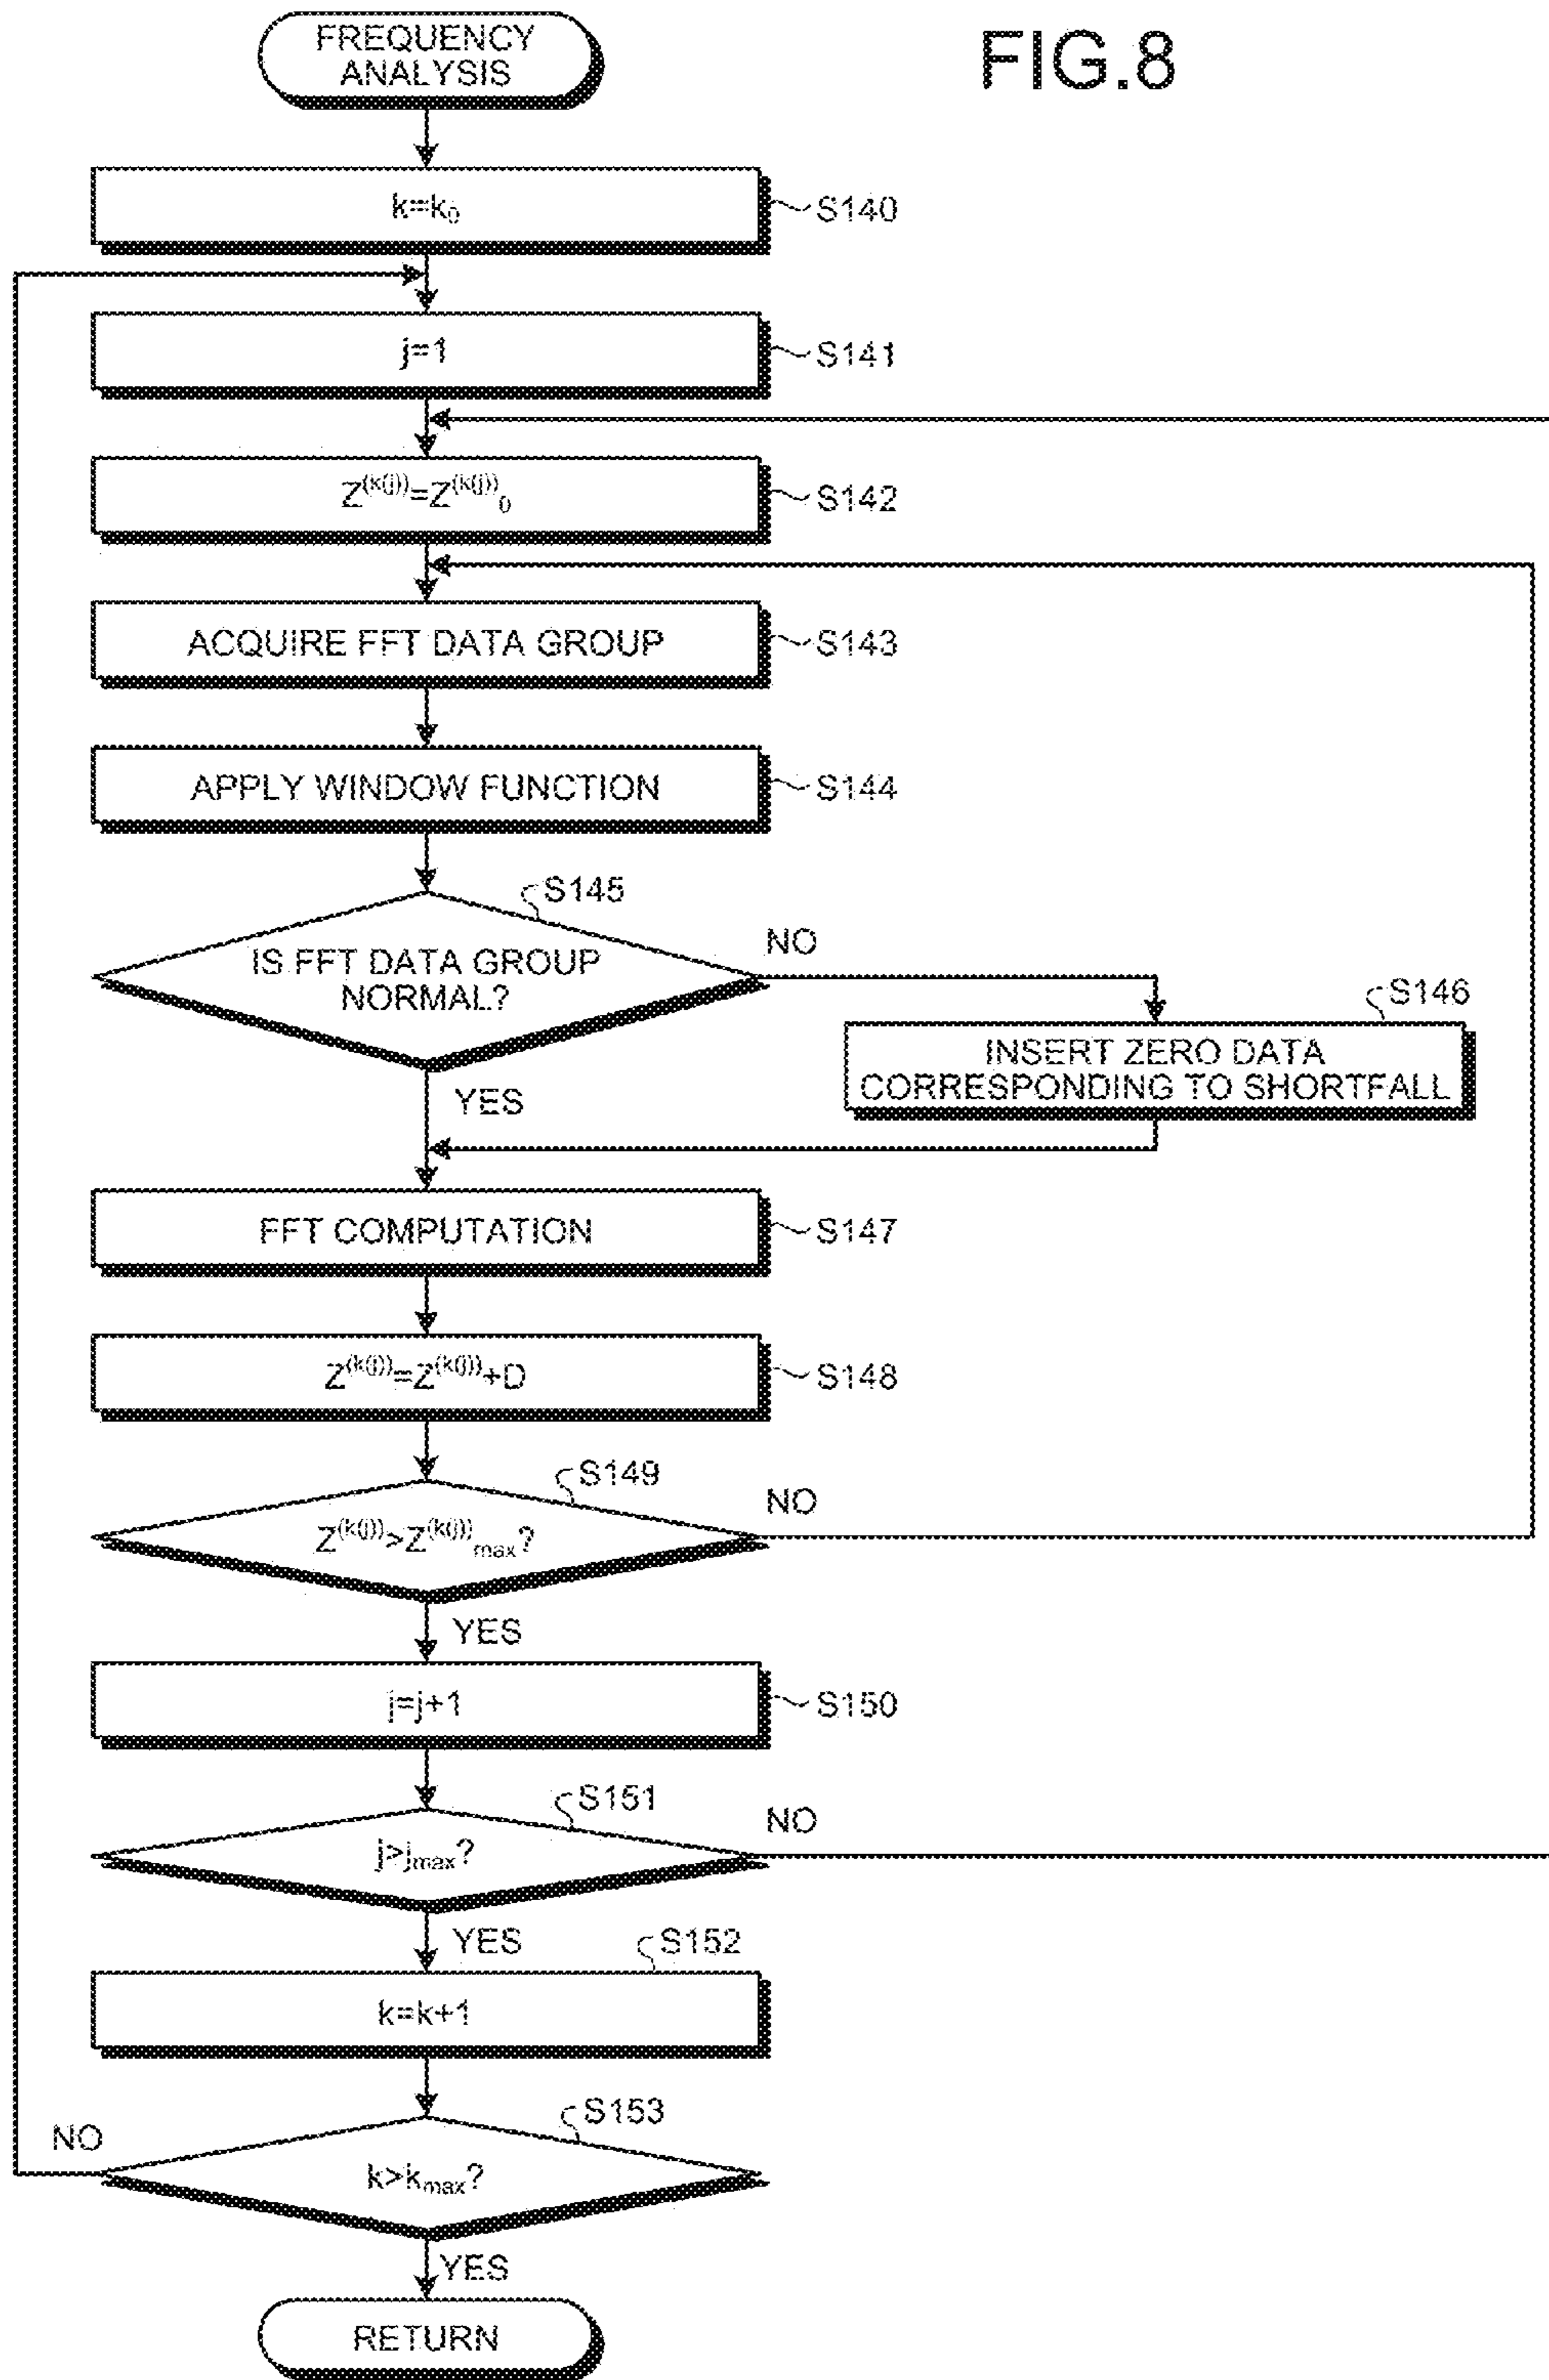 FREQUENCY
ANALYSIS
FIG.8
k=k₀
S140
j=1
S141
Z⁽ᵏ⁽ʲ⁾⁾=Z⁽ᵏ⁽ʲ⁾⁾₀
S142
ACQUIRE FFT DATA GROUP
S143
APPLY WINDOW FUNCTION
S144
S145
IS FFT DATA GROUP
NORMAL?
NO
YES
S146
INSERT ZERO DATA
CORRESPONDING TO SHORTFALL
FFT COMPUTATION
S147
Z⁽ᵏ⁽ʲ⁾⁾=Z⁽ᵏ⁽ʲ⁾⁾+D
S148
S149
Z⁽ᵏ⁽ʲ⁾⁾>Z⁽ᵏ⁽ʲ⁾⁾max?
NO
YES
j=j+1
S150
S151
j>jmax?
NO
YES
S152
k=k+1
S153
NO
k>kmax?
YES
RETURN